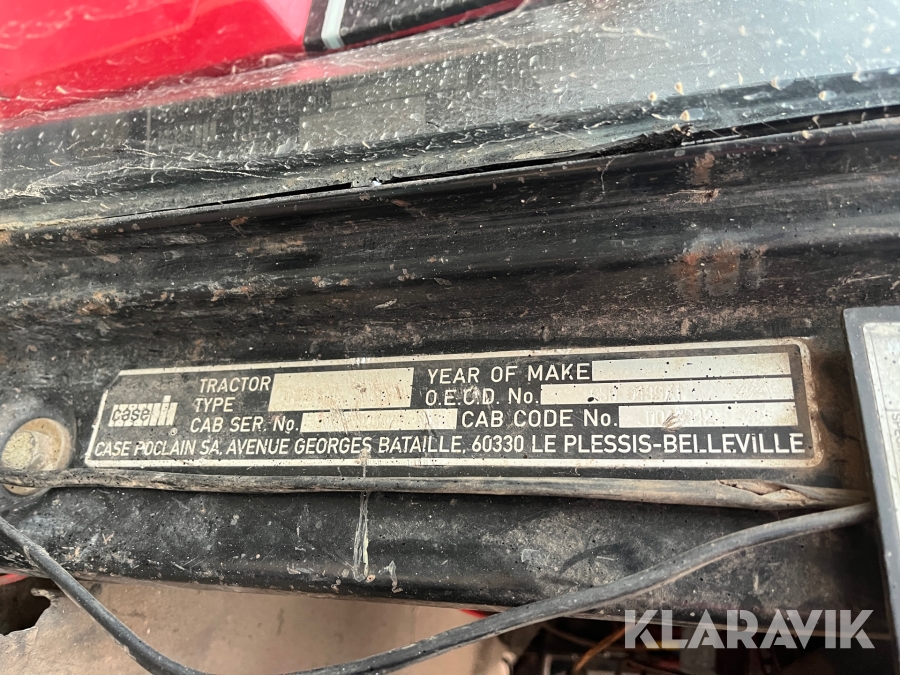 case IH
TRACTOR TYPE
YEAR OF MAKE
O.E.C.D. No.
CAB SER. No.
CAB CODE No.
CASE POCLAIN SA. AVENUE GEORGES BATAILLE, 60330 LE PLESSIS-BELLEVILLE
KLARAVIK